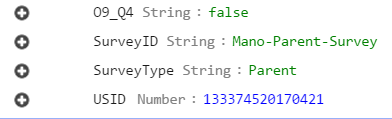 O9_Q4 String : false
SurveyID String : Mano-Parent-Survey
SurveyType String : Parent
USID Number : 133374520170421